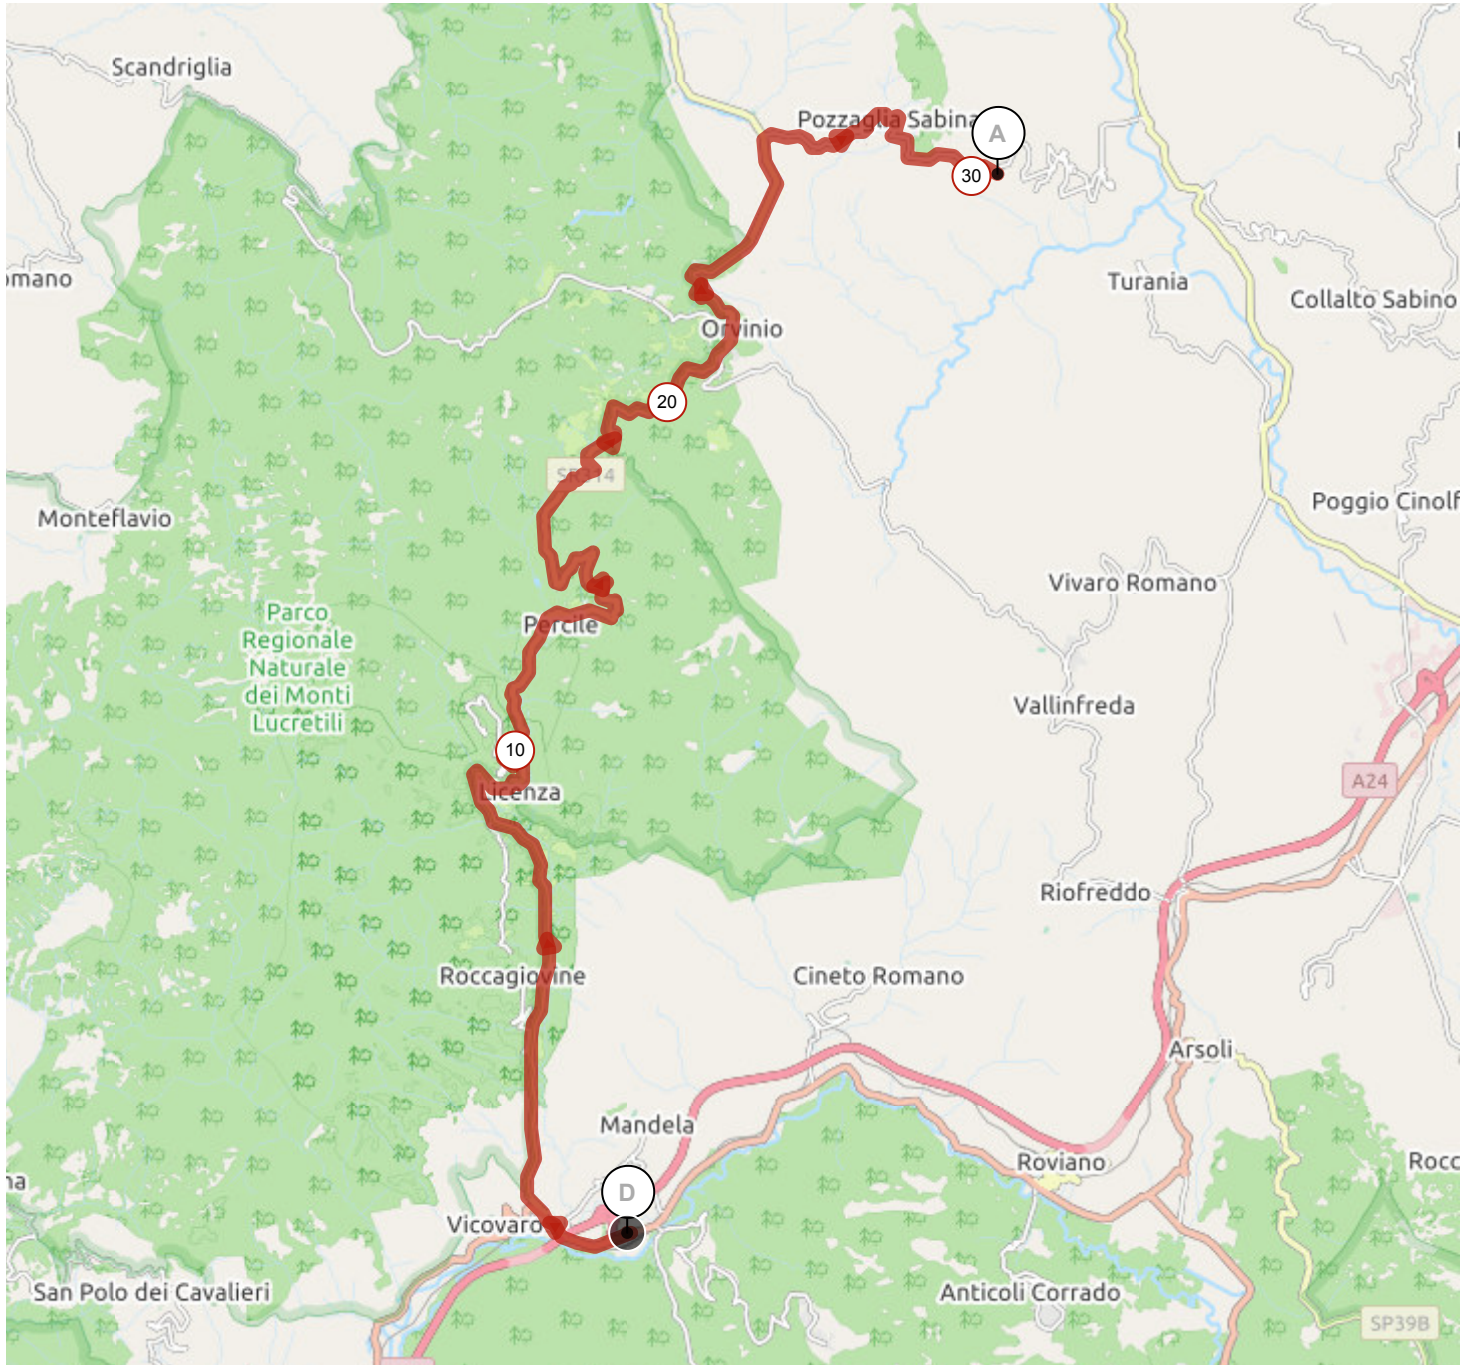 Scandriglia
Pozzaglia Sabina
A
30
omano
Turania
Collalto Sabino
Orvinio
20
Monteflavio
Poggio Cinolf
Vivaro Romano
Parco
Regionale
Naturale
dei Monti
Lucretili
Percile
Vallinfreda
10
Licenza
A24
Riofreddo
Roccagiovine
Cineto Romano
Arsoli
Mandela
Roviano
Rocc
na
D
Vicovaro
San Polo dei Cavalieri
Anticoli Corrado
SP39B